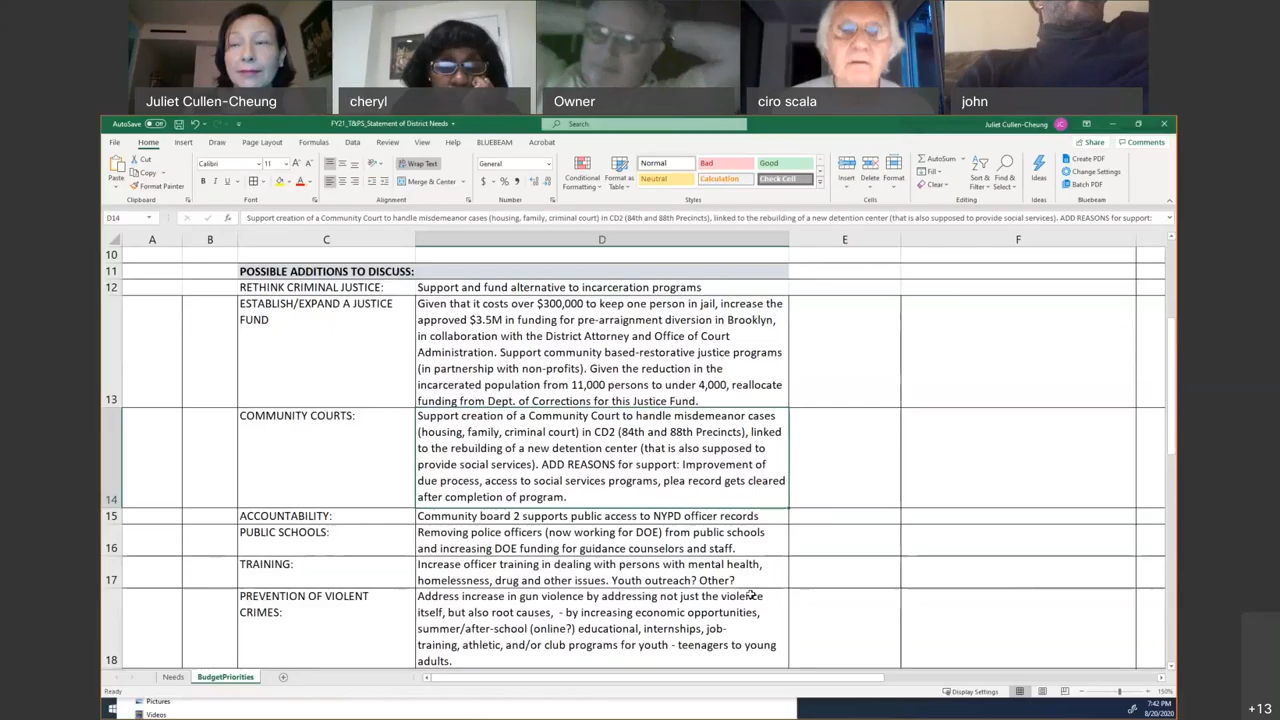 Juliet Cullen-Cheung
cheryl
Owner
ciro scala
john
AutoSave Off
FY21_T&PS_Statement of District Needs
Search
Juliet Cullen-Cheung
JC
File Home Insert Draw Page Layout Formulas Data Review View Help BLUEBEAM Acrobat
Share Comments
Paste
Cut
Copy
Format Painter
Clipboard
Calibri 11
B I U
Font
Wrap Text
Merge & Center
Alignment
General
$ % ,
Number
Conditional Formatting
Format as Table
Normal Bad Good
Neutral Calculation Check Cell
Styles
Insert Delete Format
Cells
AutoSum
Fill
Clear
Sort & Filter
Find & Select
Editing
Ideas
Ideas
Create PDF
Change Settings
Batch PDF
Bluebeam
D14
fx
Support creation of a Community Court to handle misdemeanor cases (housing, family, criminal court) in CD2 (84th and 88th Precincts), linked to the rebuilding of a new detention center (that is also supposed to provide social services). ADD REASONS for support:
A B C D E F
10
11 POSSIBLE ADDITIONS TO DISCUSS:
12 RETHINK CRIMINAL JUSTICE: Support and fund alternative to incarceration programs
ESTABLISH/EXPAND A JUSTICE
FUND
Given that it costs over $300,000 to keep one person in jail, increase the
approved $3.5M in funding for pre-arraignment diversion in Brooklyn,
in collaboration with the District Attorney and Office of Court
Administration. Support community based-restorative justice programs
(in partnership with non-profits). Given the reduction in the
incarcerated population from 11,000 persons to under 4,000, reallocate
13 funding from Dept. of Corrections for this Justice Fund.
COMMUNITY COURTS: Support creation of a Community Court to handle misdemeanor cases
(housing, family, criminal court) in CD2 (84th and 88th Precincts), linked
to the rebuilding of a new detention center (that is also supposed to
provide social services). ADD REASONS for support: Improvement of
due process, access to social services programs, plea record gets cleared
14 after completion of program.
15 ACCOUNTABILITY: Community board 2 supports public access to NYPD officer records
PUBLIC SCHOOLS: Removing police officers (now working for DOE) from public schools
16 and increasing DOE funding for guidance counselors and staff.
TRAINING: Increase officer training in dealing with persons with mental health,
17 homelessness, drug and other issues. Youth outreach? Other?
PREVENTION OF VIOLENT
CRIMES:
Address increase in gun violence by addressing not just the violence
itself, but also root causes, - by increasing economic opportunities,
summer/after-school (online?) educational, internships, job-
training, athletic, and/or club programs for youth - teenagers to young
18 adults.
Needs BudgetPriorities
Ready
Display Settings
150%
Pictures
Videos
7:42 PM
8/20/2020
+13